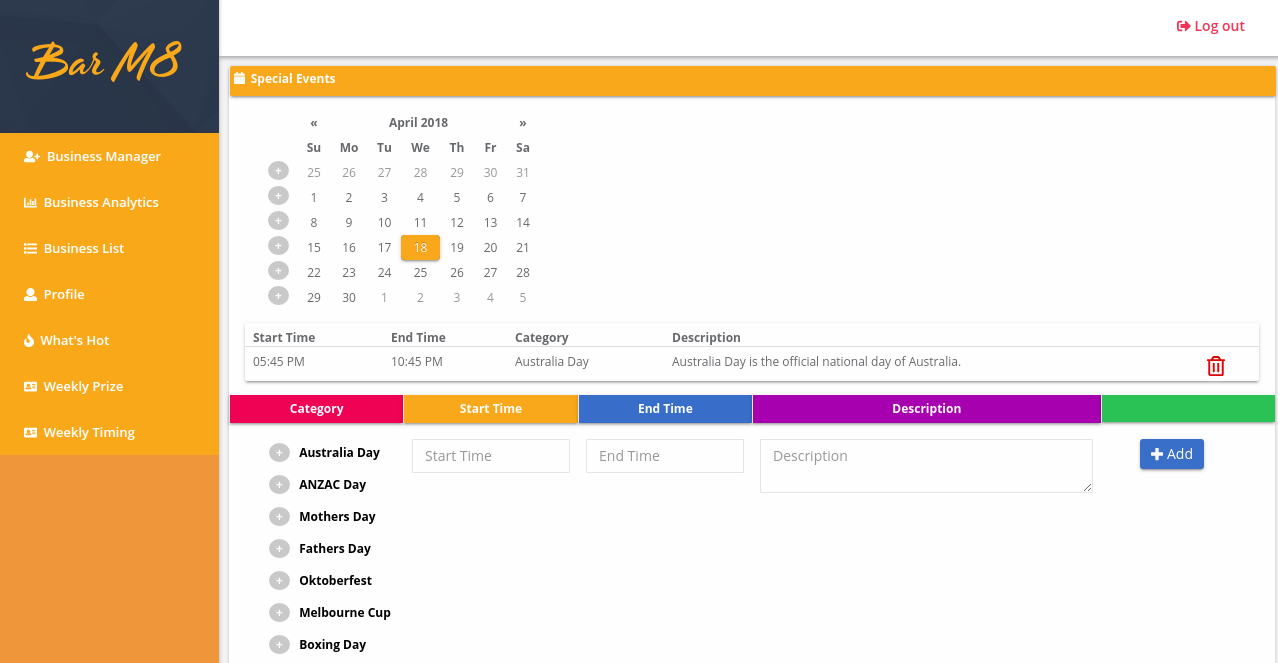 Bar M8
Log out
Business Manager
Business Analytics
Business List
Profile
What's Hot
Weekly Prize
Weekly Timing
Special Events
« April 2018 »
Su Mo Tu We Th Fr Sa
+ 25 26 27 28 29 30 31
+ 1 2 3 4 5 6 7
+ 8 9 10 11 12 13 14
+ 15 16 17 18 19 20 21
+ 22 23 24 25 26 27 28
+ 29 30 1 2 3 4 5
Start Time End Time Category Description
05:45 PM 10:45 PM Australia Day Australia Day is the official national day of Australia.
Category Start Time End Time Description
+ Australia Day Start Time End Time Description + Add
+ ANZAC Day
+ Mothers Day
+ Fathers Day
+ Oktoberfest
+ Melbourne Cup
+ Boxing Day